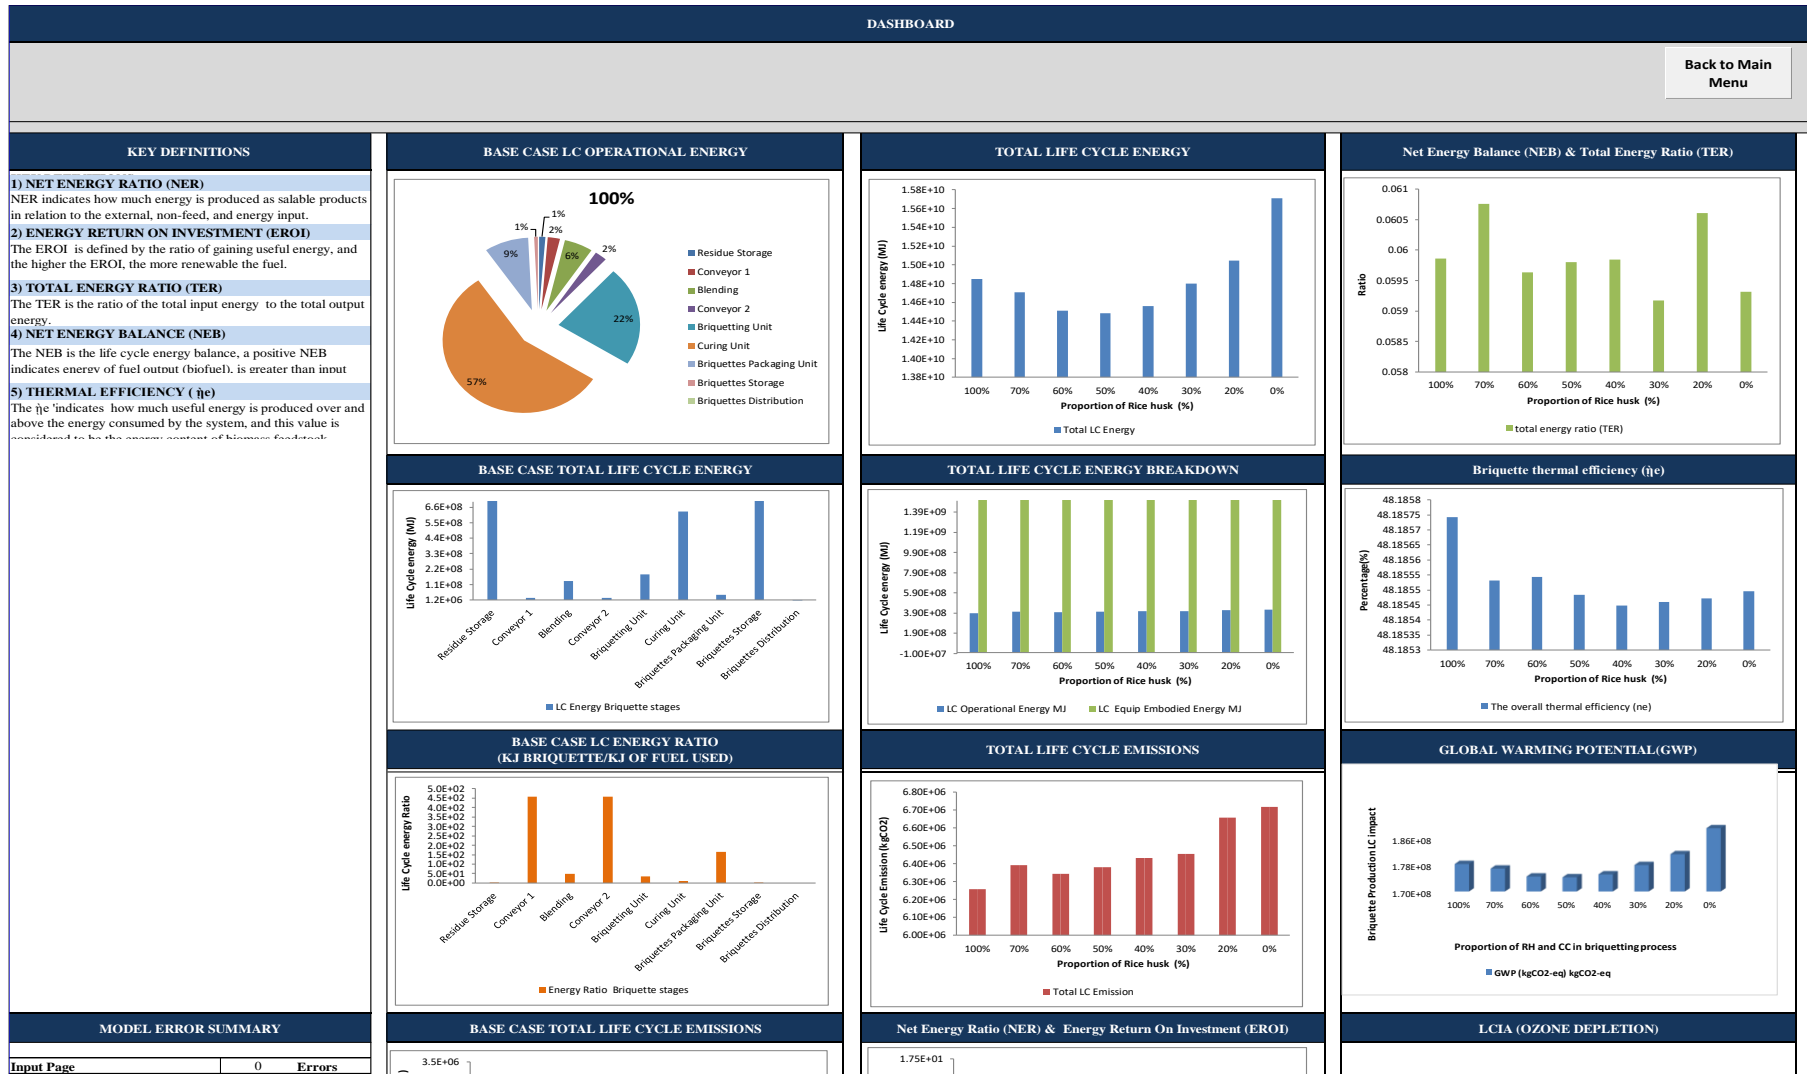 DASHBOARD
Back to Main
Menu
KEY DEFINITIONS
1) NET ENERGY RATIO (NER)
NER indicates how much energy is produced as salable products
in relation to the external, non-feed, and energy input.
2) ENERGY RETURN ON INVESTMENT (EROI)
The EROI is defined by the ratio of gaining useful energy, and
the higher the EROI, the more renewable the fuel.
3) TOTAL ENERGY RATIO (TER)
The TER is the ratio of the total input energy to the total output
energy.
4) NET ENERGY BALANCE (NEB)
The NEB is the life cycle energy balance, a positive NEB
indicates energy of fuel output (biofuel), is greater than input
5) THERMAL EFFICIENCY ( ῂe)
The ῂe 'indicates how much useful energy is produced over and
above the energy consumed by the system, and this value is
considered to be the energy content of biomass feedstock
MODEL ERROR SUMMARY
Input Page 0 Errors
BASE CASE LC OPERATIONAL ENERGY
100%
1%
1%
2%
2%
9%
6%
22%
57%
Residue Storage
Conveyor 1
Blending
Conveyor 2
Briquetting Unit
Curing Unit
Briquettes Packaging Unit
Briquettes Storage
Briquettes Distribution
BASE CASE TOTAL LIFE CYCLE ENERGY
Life Cycle energy (MJ)
6.6E+08
5.5E+08
4.4E+08
3.3E+08
2.2E+08
1.1E+08
1.2E+06
Residue Storage
Conveyor 1
Blending
Conveyor 2
Briquetting Unit
Curing Unit
Briquettes Packaging Unit
Briquettes Storage
Briquettes Distribution
LC Energy Briquette stages
BASE CASE LC ENERGY RATIO
(KJ BRIQUETTE/KJ OF FUEL USED)
Life Cycle energy Ratio
5.0E+02
4.5E+02
4.0E+02
3.5E+02
3.0E+02
2.5E+02
2.0E+02
1.5E+02
1.0E+02
5.0E+01
0.0E+00
Residue Storage
Conveyor 1
Blending
Conveyor 2
Briquetting Unit
Curing Unit
Briquettes Packaging Unit
Briquettes Storage
Briquettes Distribution
Energy Ratio Briquette stages
BASE CASE TOTAL LIFE CYCLE EMISSIONS
3.5E+06
TOTAL LIFE CYCLE ENERGY
Life Cycle energy (MJ)
1.58E+10
1.56E+10
1.54E+10
1.52E+10
1.50E+10
1.48E+10
1.46E+10
1.44E+10
1.42E+10
1.40E+10
1.38E+10
100% 70% 60% 50% 40% 30% 20% 0%
Proportion of Rice husk (%)
Total LC Energy
TOTAL LIFE CYCLE ENERGY BREAKDOWN
Life Cycle energy (MJ)
1.39E+09
1.19E+09
9.90E+08
7.90E+08
5.90E+08
3.90E+08
1.90E+08
-1.00E+07
100% 70% 60% 50% 40% 30% 20% 0%
Proportion of Rice husk (%)
LC Operational Energy MJ LC Equip Embodied Energy MJ
TOTAL LIFE CYCLE EMISSIONS
Life Cycle Emission (kgCO2)
6.80E+06
6.70E+06
6.60E+06
6.50E+06
6.40E+06
6.30E+06
6.20E+06
6.10E+06
6.00E+06
100% 70% 60% 50% 40% 30% 20% 0%
Proportion of Rice husk (%)
Total LC Emission
Net Energy Ratio (NER) & Energy Return On Investment (EROI)
1.75E+01
Net Energy Balance (NEB) & Total Energy Ratio (TER)
Ratio
0.061
0.0605
0.06
0.0595
0.059
0.0585
0.058
100% 70% 60% 50% 40% 30% 20% 0%
Proportion of Rice husk (%)
total energy ratio (TER)
Briquette thermal efficiency (ῂe)
Percentage(%)
48.1858
48.18575
48.1857
48.18565
48.1856
48.18555
48.1855
48.18545
48.1854
48.18535
48.1853
100% 70% 60% 50% 40% 30% 20% 0%
Proportion of Rice husk (%)
The overall thermal efficiency (ne)
GLOBAL WARMING POTENTIAL(GWP)
Briquette Production LC impact
1.86E+08
1.78E+08
1.70E+08
100% 70% 60% 50% 40% 30% 20% 0%
Proportion of RH and CC in briquetting process
GWP (kgCO2-eq) kgCO2-eq
LCIA (OZONE DEPLETION)